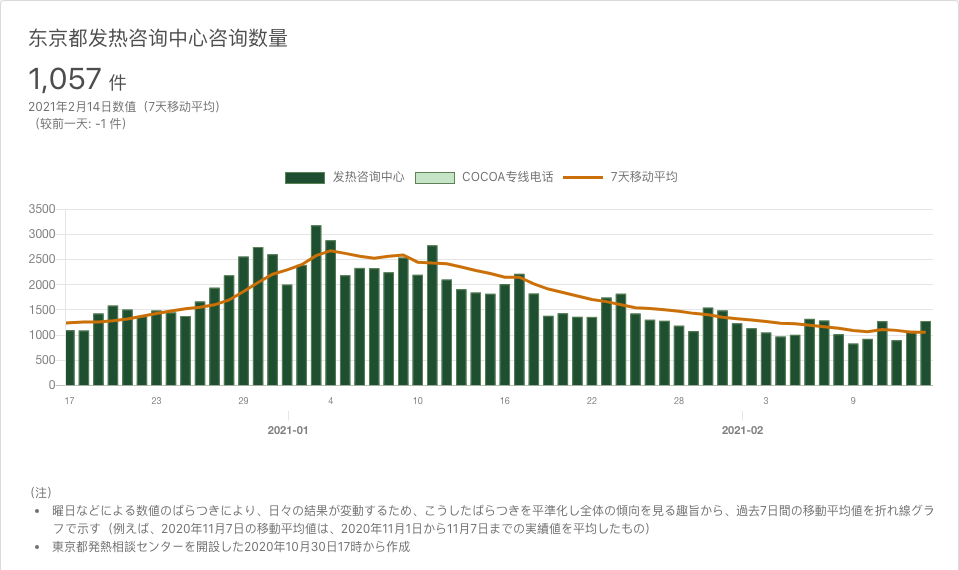 东京都发热咨询中心咨询数量
1,057 件
2021年2月14日数值（7天移动平均）
（较前一天: -1 件）
发热咨询中心 COCOA专线电话 7天移动平均
3500
3000
2500
2000
1500
1000
500
0
17 23 29 4 10 16 22 28 3 9
2021-01 2021-02
（注）
• 曜日などによる数値のばらつきにより、日々の結果が変動するため、こうしたばらつきを平準化し全体の傾向を見る趣旨から、過去7日間の移動平均値を折れ線グラ
フで示す（例えば、2020年11月7日の移動平均値は、2020年11月1日から11月7日までの実績値を平均したもの）
• 東京都発熱相談センターを開設した2020年10月30日17時から作成